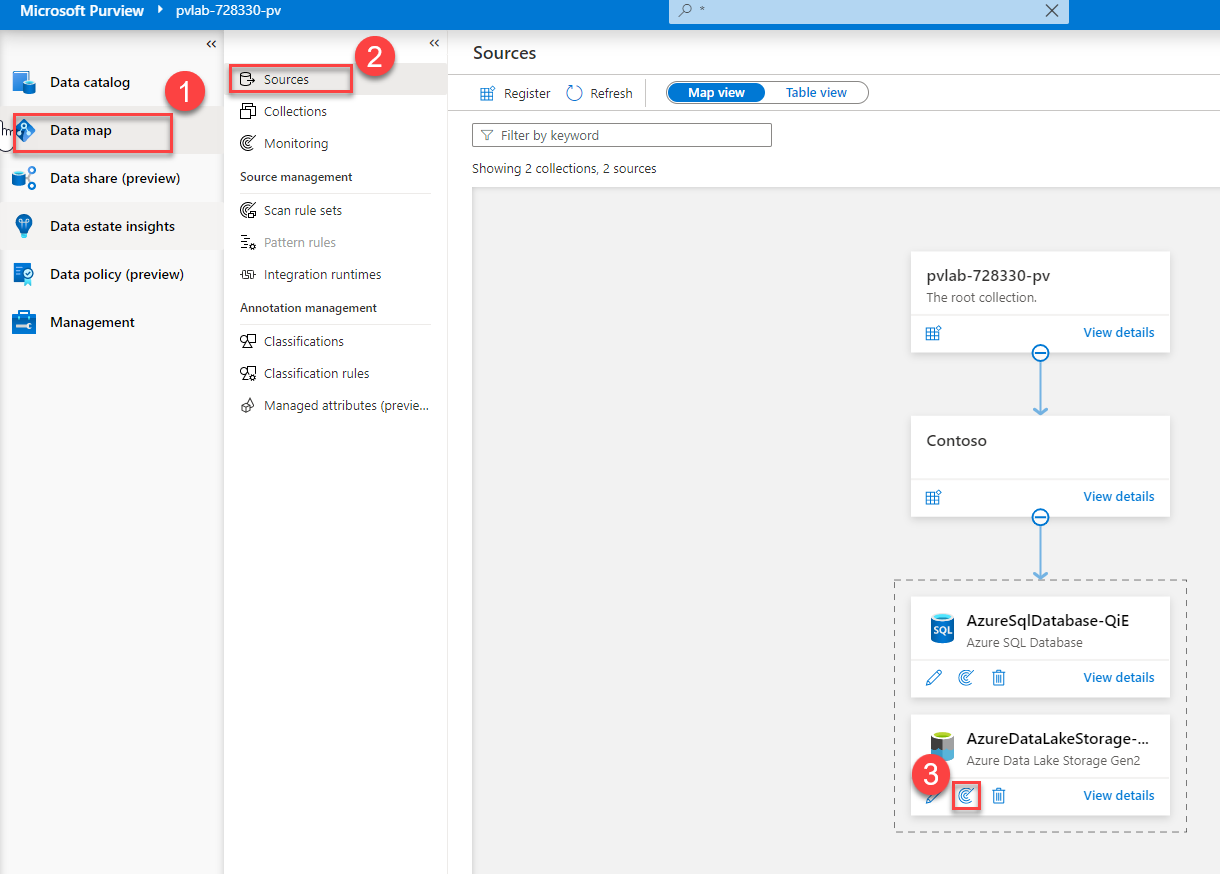 Microsoft Purview
pvlab-728330-pv
*
Data catalog
Data map
Data share (preview)
Data estate insights
Data policy (preview)
Management
1
2
Sources
Collections
Monitoring
Source management
Scan rule sets
Pattern rules
Integration runtimes
Annotation management
Classifications
Classification rules
Managed attributes (previe...
Sources
Register
Refresh
Map view
Table view
Filter by keyword
Showing 2 collections, 2 sources
pvlab-728330-pv
The root collection.
View details
Contoso
View details
SQL
AzureSqlDatabase-QiE
Azure SQL Database
View details
AzureDataLakeStorage-...
Azure Data Lake Storage Gen2
3
View details